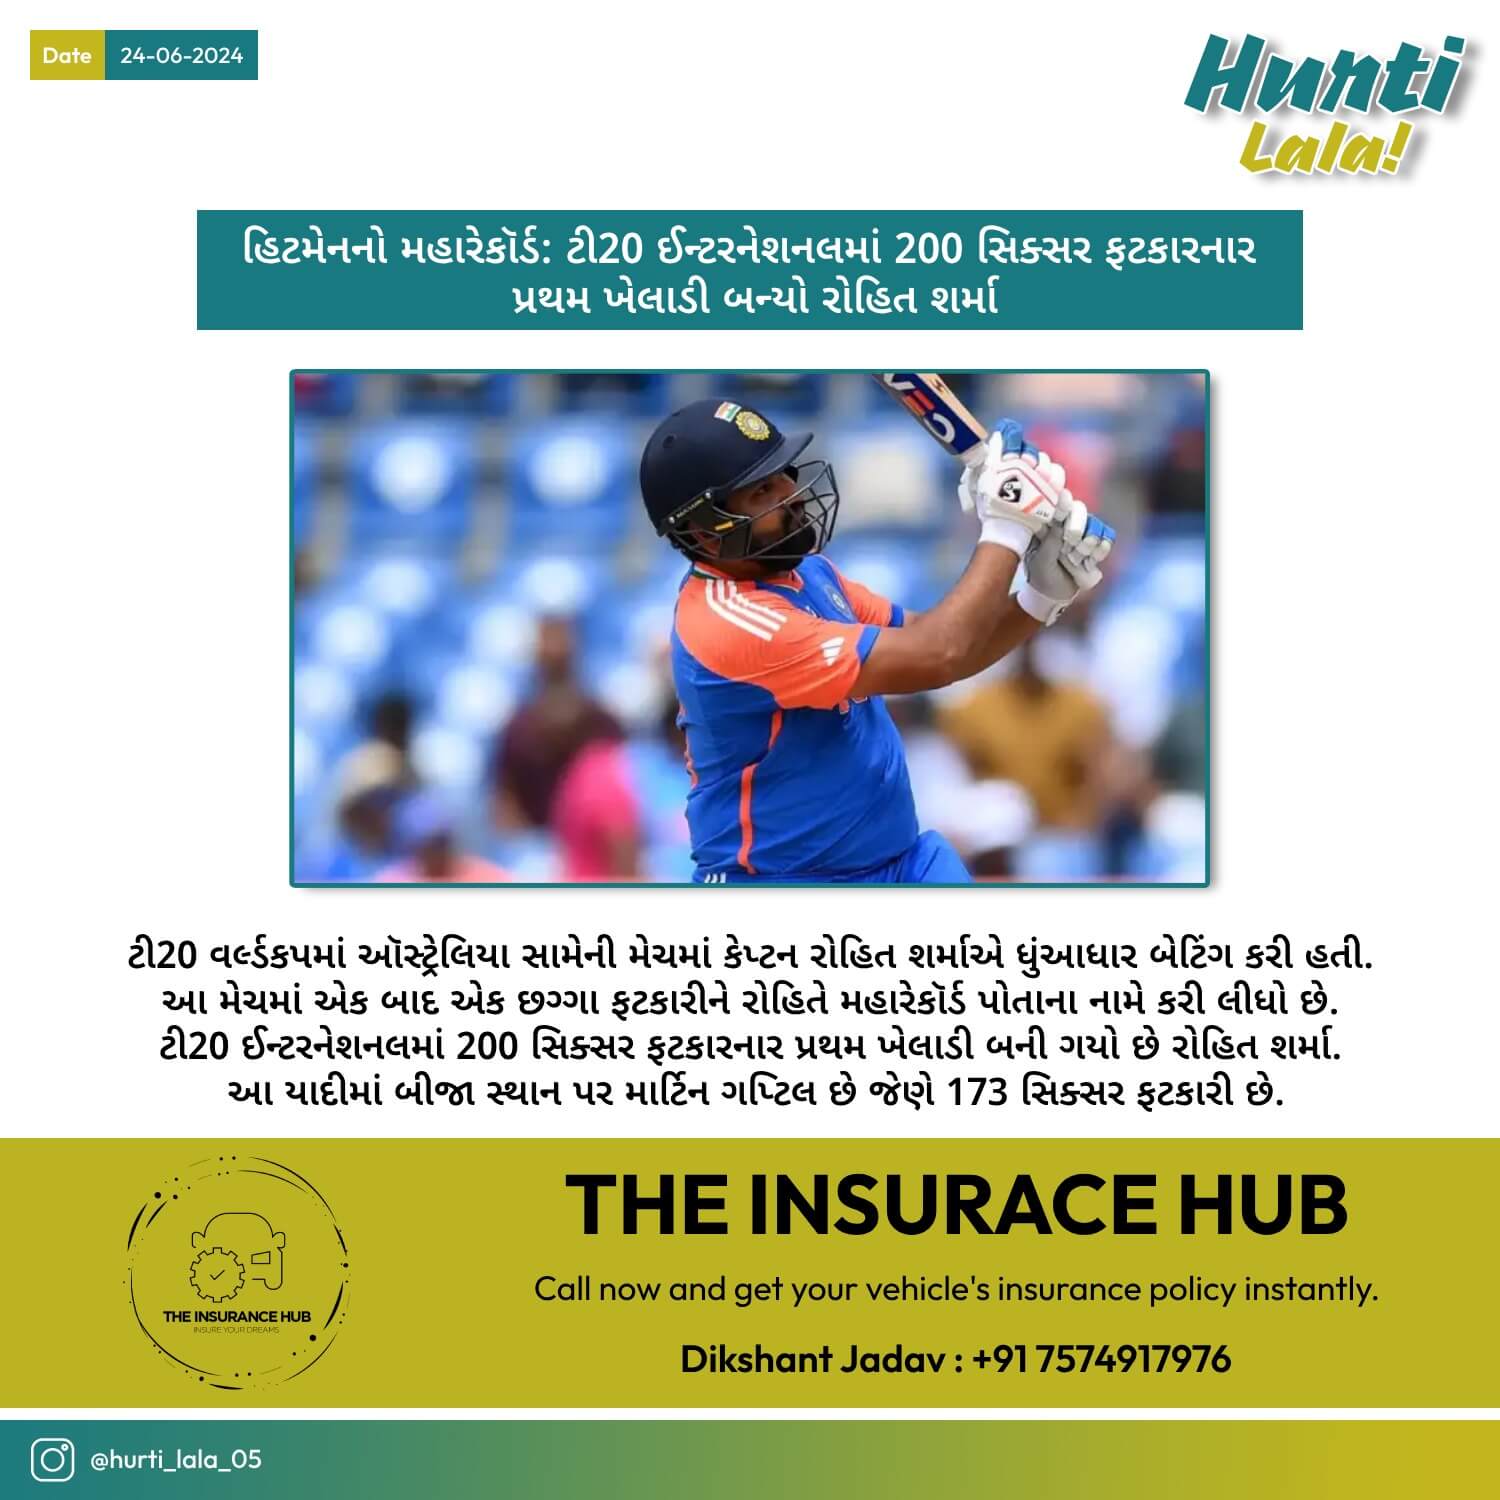 Date 24-06-2024
Hurti
Lala!
હિટમેનનો મહારેકૉર્ડ: ટી20 ઈન્ટરનેશનલમાં 200 સિક્સર ફટકારનાર
પ્રથમ ખેલાડી બન્યો રોહિત શર્મા
ટી20 વર્લ્ડકપમાં ઑસ્ટ્રેલિયા સામેની મેચમાં કેપ્ટન રોહિત શર્માએ ધુંઆધાર બેટિંગ કરી હતી.
આ મેચમાં એક બાદ એક છગ્ગા ફટકારીને રોહિતે મહારેકૉર્ડ પોતાના નામે કરી લીધો છે.
ટી20 ઈન્ટરનેશનલમાં 200 સિક્સર ફટકારનાર પ્રથમ ખેલાડી બની ગયો છે રોહિત શર્મા.
આ યાદીમાં બીજા સ્થાન પર માર્ટિન ગપ્ટિલ છે જેણે 173 સિક્સર ફટકારી છે.
THE INSURANCE HUB
INSURE YOUR DREAMS
THE INSURACE HUB
Call now and get your vehicle's insurance policy instantly.
Dikshant Jadav : +91 7574917976
@hurti_lala_05